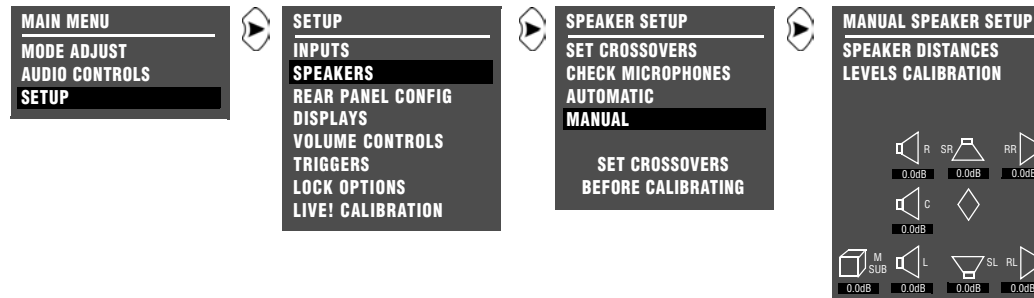 MAIN MENU
MODE ADJUST
AUDIO CONTROLS
SETUP
SETUP
INPUTS
SPEAKERS
REAR PANEL CONFIG
DISPLAYS
VOLUME CONTROLS
TRIGGERS
LOCK OPTIONS
LIVE! CALIBRATION
SPEAKER SETUP
SET CROSSOVERS
CHECK MICROPHONES
AUTOMATIC
MANUAL
SET CROSSOVERS
BEFORE CALIBRATING
MANUAL SPEAKER SETUP
SPEAKER DISTANCES
LEVELS CALIBRATION
R SR RR
0.0dB 0.0dB 0.0dB
C
0.0dB
M
SUB L SL RL
0.0dB 0.0dB 0.0dB 0.0dB